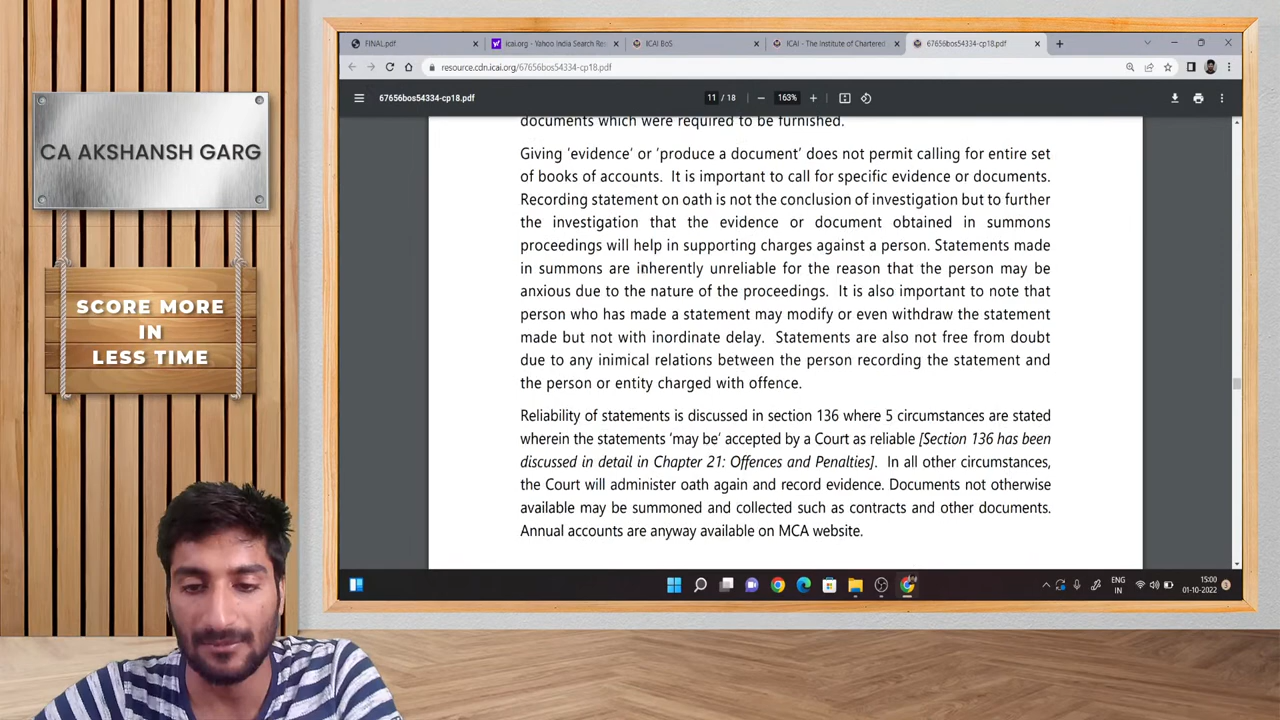 CA AKSHANSH GARG
SCORE MORE
IN
LESS TIME
FINAL.pdf
icai.org - Yahoo India Search Res
ICAI BoS
ICAI - The Institute of Chartered
67656bos54334-cp18.pdf
resource.cdn.icai.org/67656bos54334-cp18.pdf
67656bos54334-cp18.pdf
11 / 18
163%
documents which were required to be furnished.
Giving 'evidence' or 'produce a document' does not permit calling for entire set
of books of accounts. It is important to call for specific evidence or documents.
Recording statement on oath is not the conclusion of investigation but to further
the investigation that the evidence or document obtained in summons
proceedings will help in supporting charges against a person. Statements made
in summons are inherently unreliable for the reason that the person may be
anxious due to the nature of the proceedings. It is also important to note that
person who has made a statement may modify or even withdraw the statement
made but not with inordinate delay. Statements are also not free from doubt
due to any inimical relations between the person recording the statement and
the person or entity charged with offence.
Reliability of statements is discussed in section 136 where 5 circumstances are stated
wherein the statements 'may be' accepted by a Court as reliable [Section 136 has been
discussed in detail in Chapter 21: Offences and Penalties]. In all other circumstances,
the Court will administer oath again and record evidence. Documents not otherwise
available may be summoned and collected such as contracts and other documents.
Annual accounts are anyway available on MCA website.
ENG
IN
15:00
01-10-2022